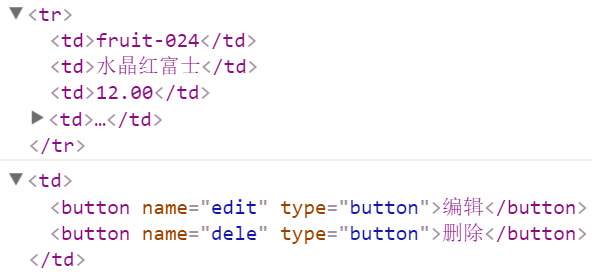 ▼<tr>
<td>fruit-024</td>
<td>水晶红富士</td>
<td>12.00</td>
▶<td>…</td>
</tr>
▼<td>
<button name="edit" type="button">编辑</button>
<button name="dele" type="button">删除</button>
</td>